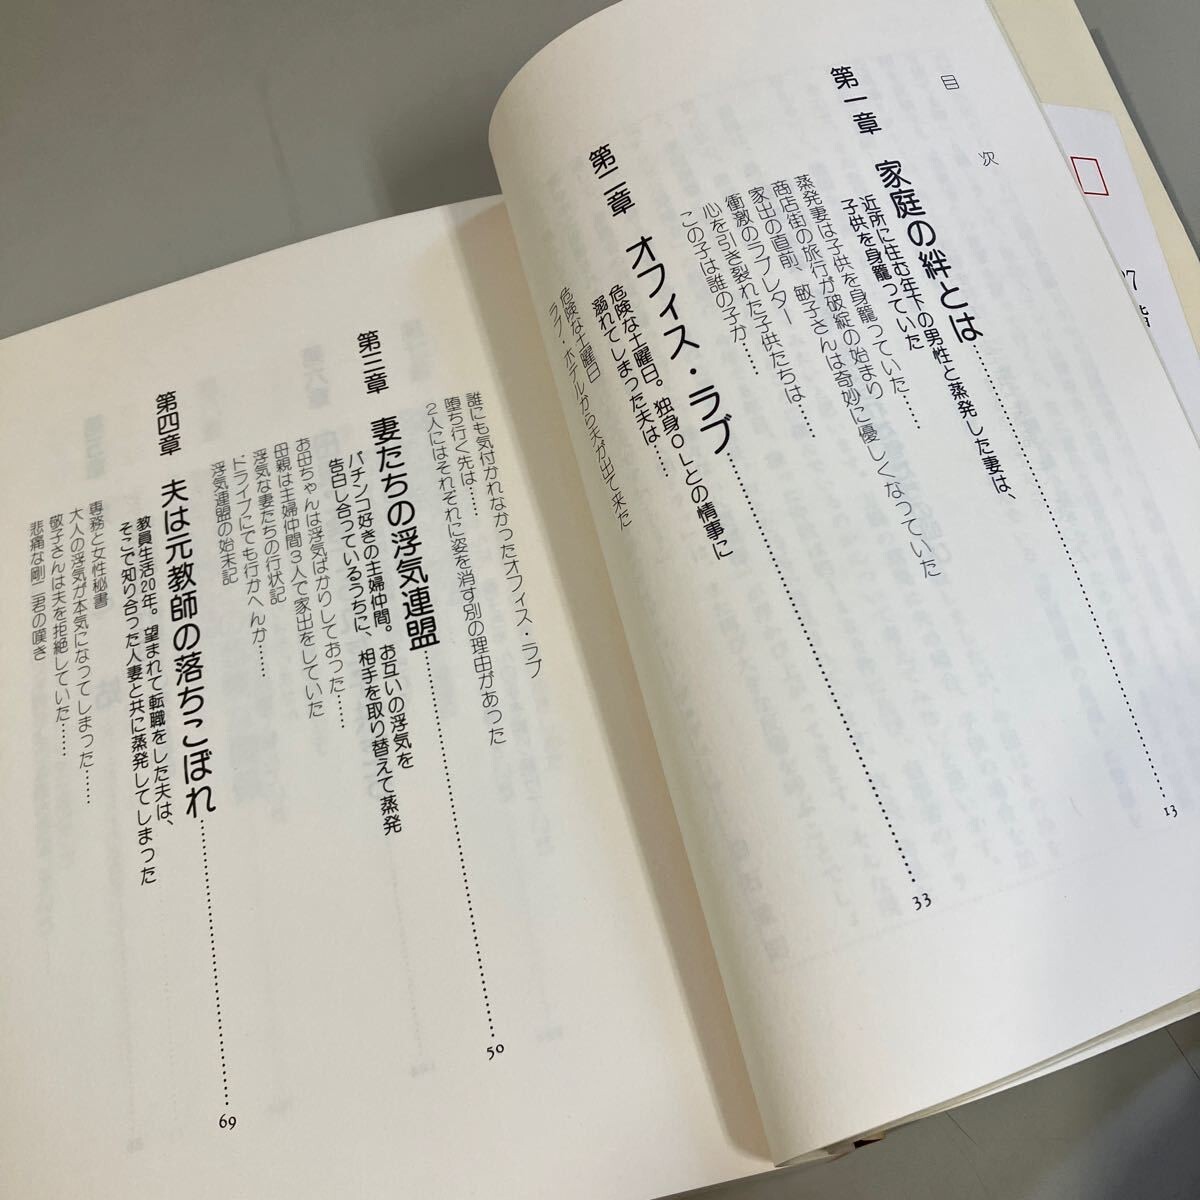 目次
第一章 家庭の絆とは……………13
近所に住む年下の男性と蒸発した妻は、
子供を身籠っていた
蒸発妻は子供を身籠っていた……
商店街の旅行が破綻の始まり
家出の直前、敏子さんは奇妙に優しくなっていた
衝激のラブレター
心を引き裂れた子供たちは……
この子は誰の子か……
第二章 オフィス・ラブ……………33
危険な土曜日。独身OLとの情事に
溺れてしまった夫は……
危険な土曜日
ラブ・ホテルから夫が出て来た
誰にも気付かれなかったオフィス・ラブ
堕ち行く先は……
2人にはそれぞれに姿を消す別の理由があった
第三章 妻たちの浮気連盟……………50
パチンコ好きの主婦仲間。お互いの浮気を
告白し合っているうちに、相手を取り替えて蒸発
お母ちゃんは浮気ばかりしておった……
母親は主婦仲間3人で家出をしていた
浮気な妻たちの行状記
ドライブにでも行かへんか……
浮気連盟の始末記
第四章 夫は元教師の落ちこぼれ……………69
教員生活20年。望まれて転職をした夫は、
そこで知り合った人妻と共に蒸発してしまった
専務と女性秘書
大人の浮気が本気になってしまった……
敬子さんは夫を拒絶していた……
悲痛な剛二君の嘆き